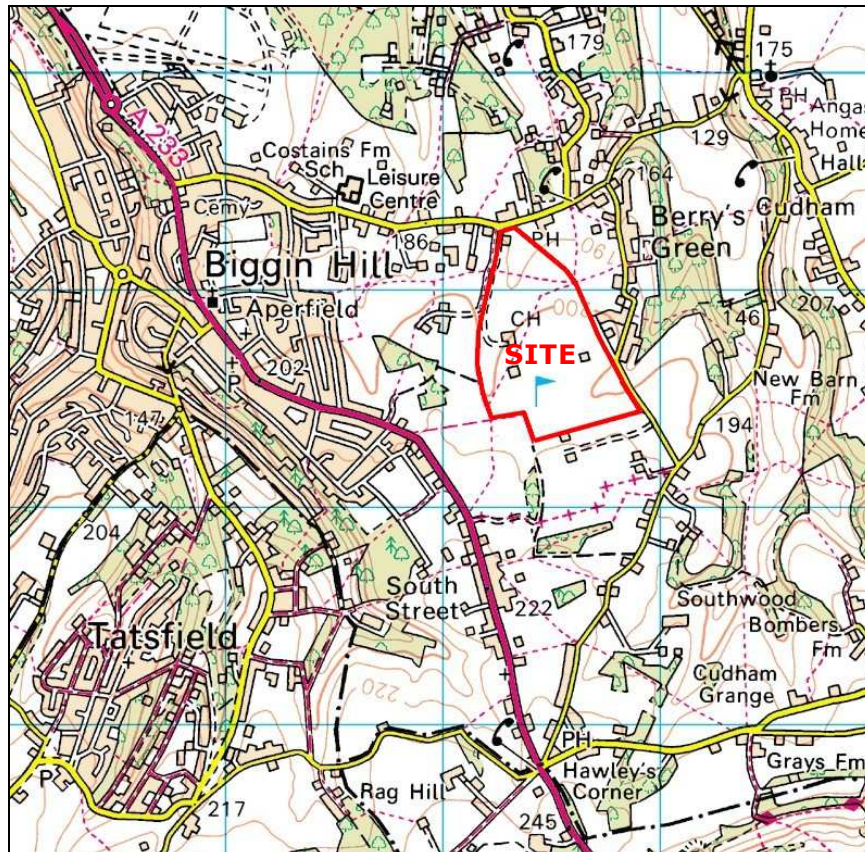 179
175
PH
Angas
Home
A 233
Costains Fm
Sch
Leisure
Centre
129
Hall
164
Cemy
Berry's
Green
Cudham
186
PH
190
Biggin Hill
Aperfield
CH
200
207
146
SITE
202
P
New Barn
Fm
147
194
204
South
Street
222
Southwood
Bombers
Fm
Tatsfield
220
Cudham
Grange
P
PH
Hawley's
Corner
Grays Fm
217
Rag Hill
245